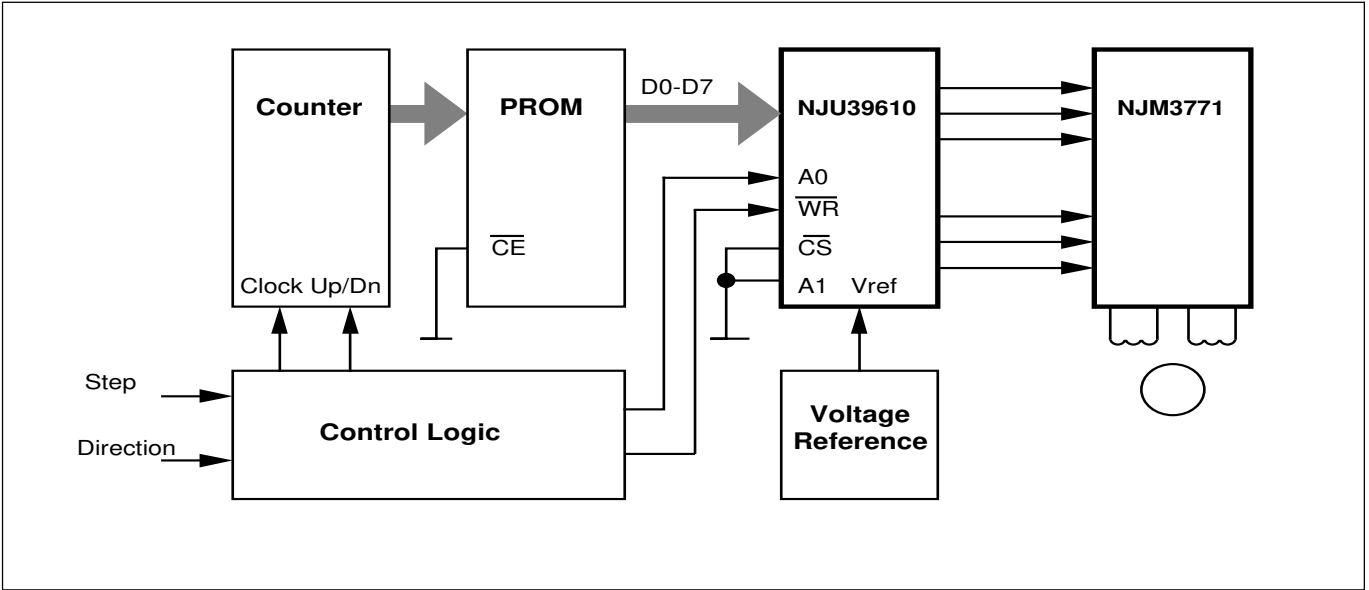 Counter
PROM
D0-D7
NJU39610
NJM3771
A0
WR
CE
CS
Clock Up/Dn
A1 Vref
Step
Direction
Control Logic
Voltage
Reference